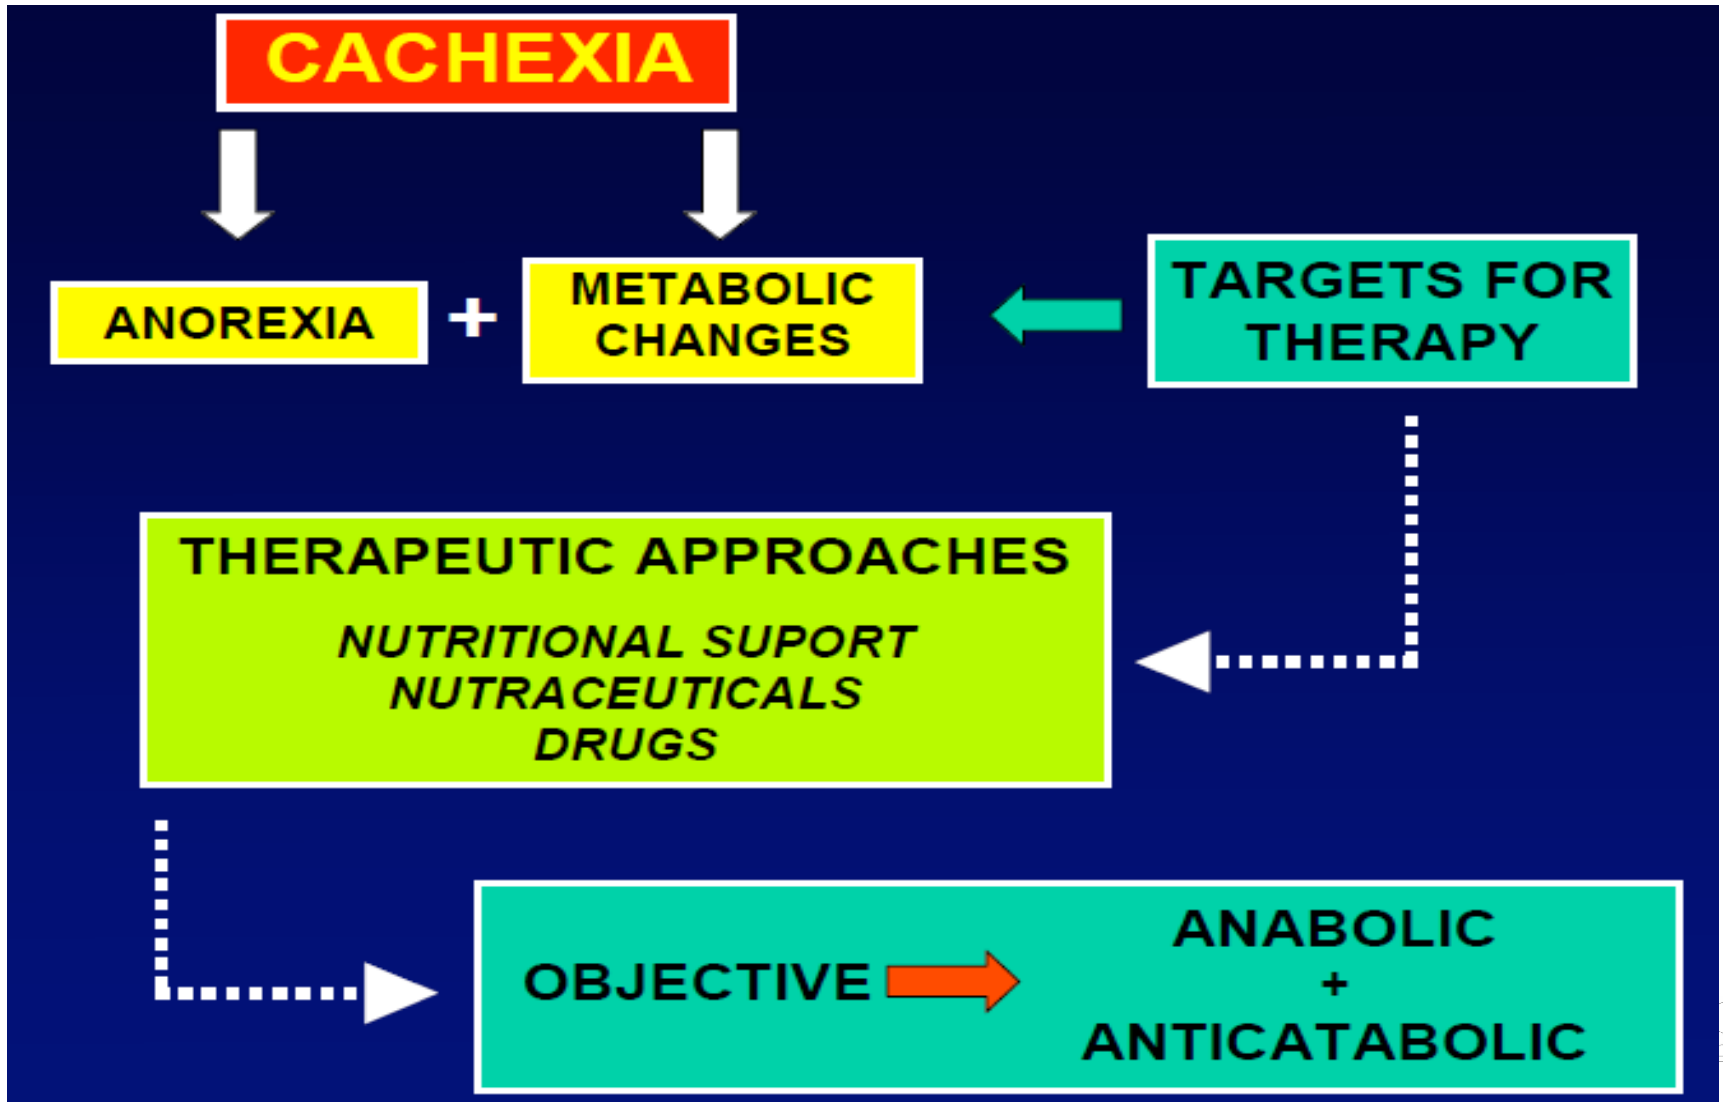 CACHEXIA
ANOREXIA
+
METABOLIC
CHANGES
TARGETS FOR
THERAPY
THERAPEUTIC APPROACHES
NUTRITIONAL SUPORT
NUTRACEUTICALS
DRUGS
OBJECTIVE
ANABOLIC
+
ANTICATABOLIC